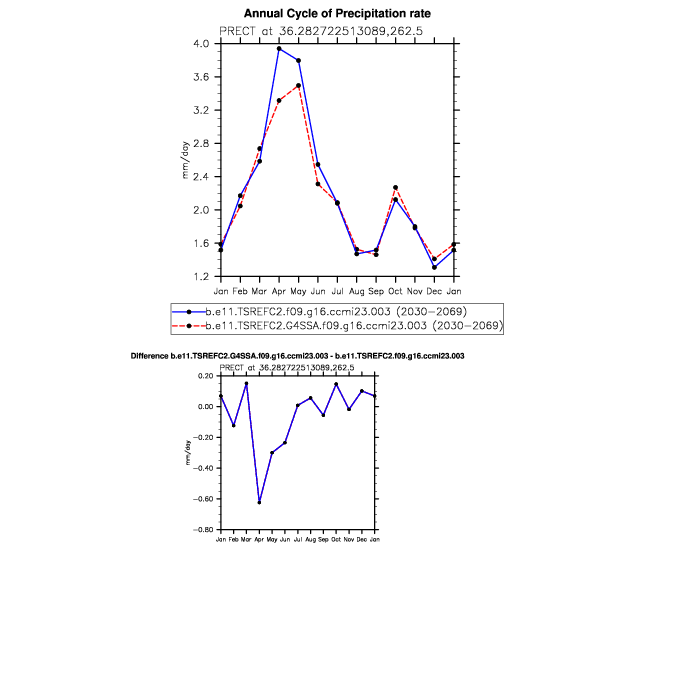 Annual Cycle of Precipitation rate
PRECT at 36.282722513089,262.5
4.0
3.6
3.2
2.8
2.4
2.0
1.6
1.2
mm/day
Jan Feb Mar Apr May Jun Jul Aug Sep Oct Nov Dec Jan
b.e11.TSREFC2.f09.g16.ccmi23.003 (2030-2069)
b.e11.TSREFC2.G4SSA.f09.g16.ccmi23.003 (2030-2069)
Difference b.e11.TSREFC2.G4SSA.f09.g16.ccmi23.003 - b.e11.TSREFC2.f09.g16.ccmi23.003
PRECT at 36.282722513089,262.5
0.20
0.00
-0.20
-0.40
-0.60
-0.80
mm/day
Jan Feb Mar Apr May Jun Jul Aug Sep Oct Nov Dec Jan